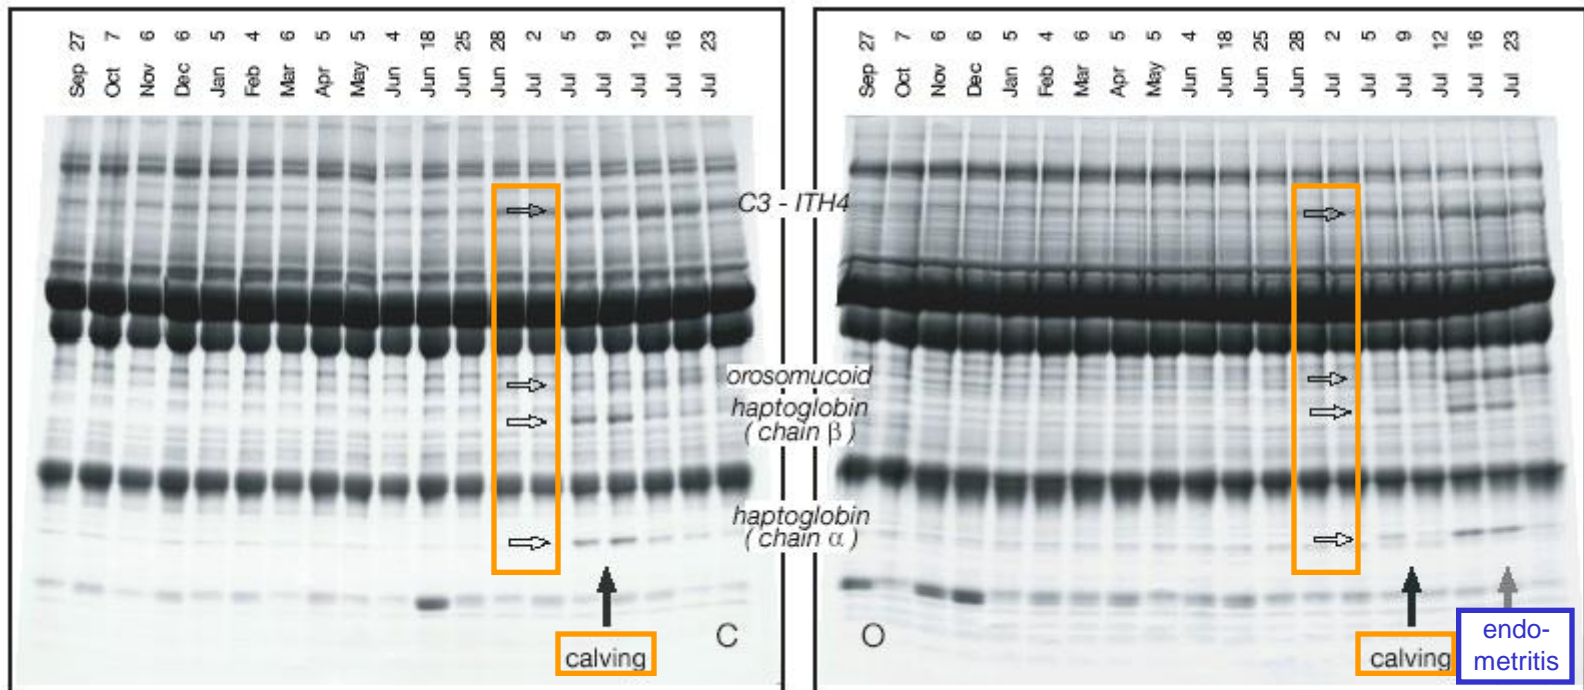 Sep 27
Oct 7
Nov 6
Dec 6
Jan 5
Feb 4
Mar 6
Apr 5
May 5
Jun 4
Jun 18
Jun 25
Jun 28
Jul 2
Jul 5
Jul 9
Jul 12
Jul 16
Jul 23
Sep 27
Oct 7
Nov 6
Dec 6
Jan 5
Feb 4
Mar 6
Apr 5
May 5
Jun 4
Jun 18
Jun 25
Jun 28
Jul 2
Jul 5
Jul 9
Jul 12
Jul 16
Jul 23
C3 - ITH4
orosomucoid
haptoglobin
( chain β )
haptoglobin
( chain α )
C
O
calving
calving
endo-
metritis